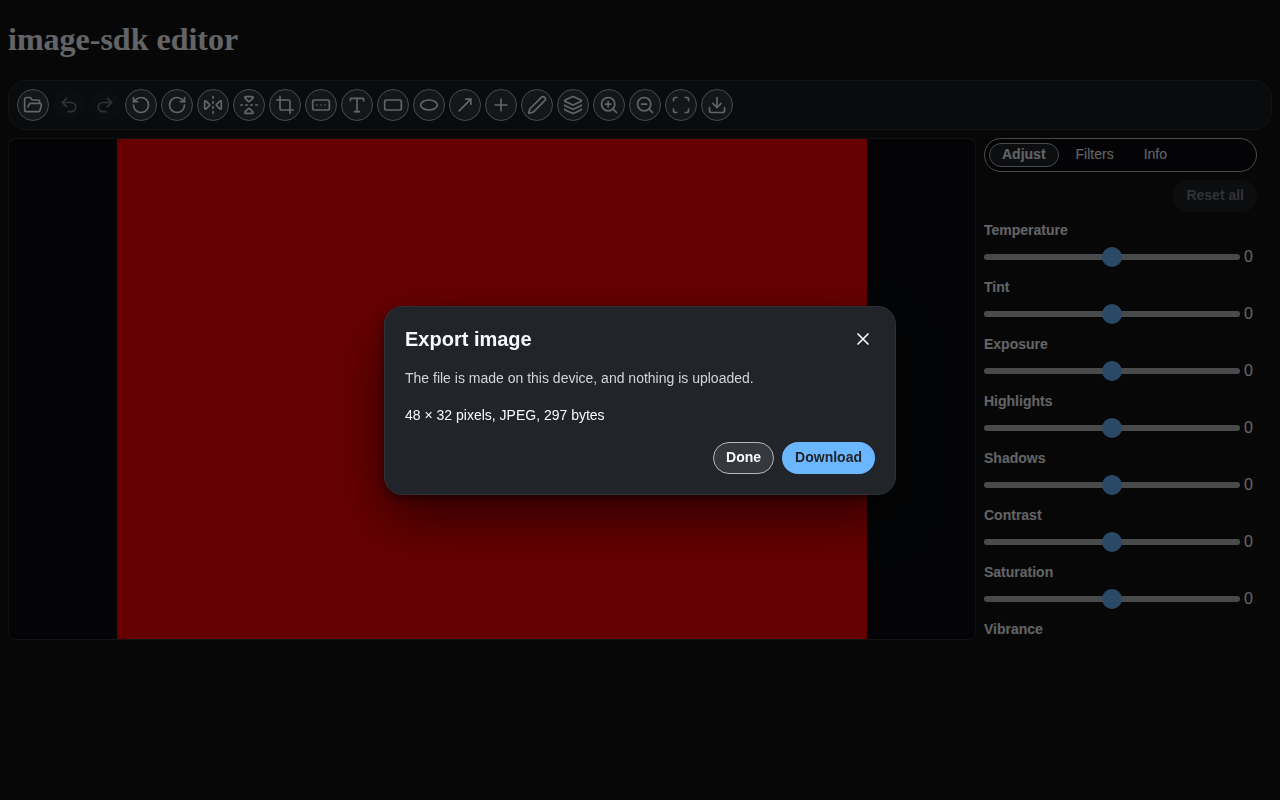 image-sdk editor
Adjust Filters Info
Reset all
Temperature
0
Tint
0
Exposure
0
Highlights
0
Shadows
0
Contrast
0
Saturation
0
Vibrance
Export image
The file is made on this device, and nothing is uploaded.
48 × 32 pixels, JPEG, 297 bytes
Done Download